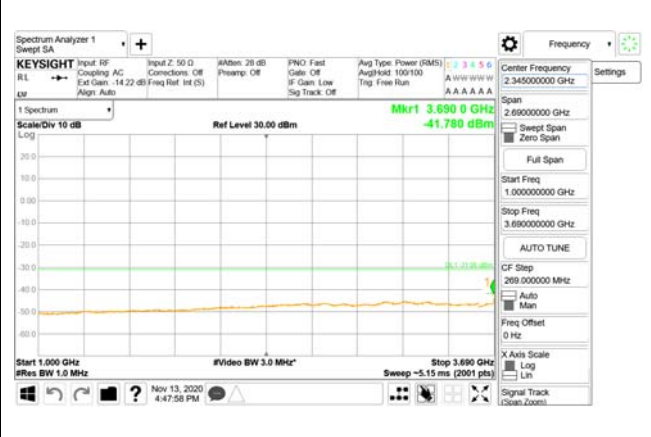 Spectrum Analyzer 1
Swept SA
Frequency
KEYSIGHT
RL
Input: RF
Coupling: AC
Ext Gain: -14.22 dB
Align: Auto
Input Z: 50 Ω
Corrections: Off
Freq Ref: Int (S)
#Atten: 28 dB
Preamp: Off
PNO: Fast
Gate: Off
IF Gain: Low
Sig Track: Off
Avg Type: Power (RMS)
Avg|Hold: 100/100
Trig: Free Run
1 2 3 4 5 6
A W W W W W
A A A A A A
1 Spectrum
Scale/Div 10 dB
Log
Ref Level 30.00 dBm
Mkr1 3.690 0 GHz
-41.780 dBm
20.0
10.0
0.00
-10.0
-20.0
-30.0
-40.0
-50.0
-60.0
1
Start 1.000 GHz
#Res BW 1.0 MHz
#Video BW 3.0 MHz*
Stop 3.690 GHz
Sweep ~5.15 ms (2001 pts)
Nov 13, 2020
4:47:58 PM
Center Frequency
2.345000000 GHz
Settings
Span
2.69000000 GHz
Swept Span
Zero Span
Full Span
Start Freq
1.000000000 GHz
Stop Freq
3.690000000 GHz
AUTO TUNE
CF Step
269.000000 MHz
Auto
Man
Freq Offset
0 Hz
X Axis Scale
Log
Lin
Signal Track
(Span Zoom)